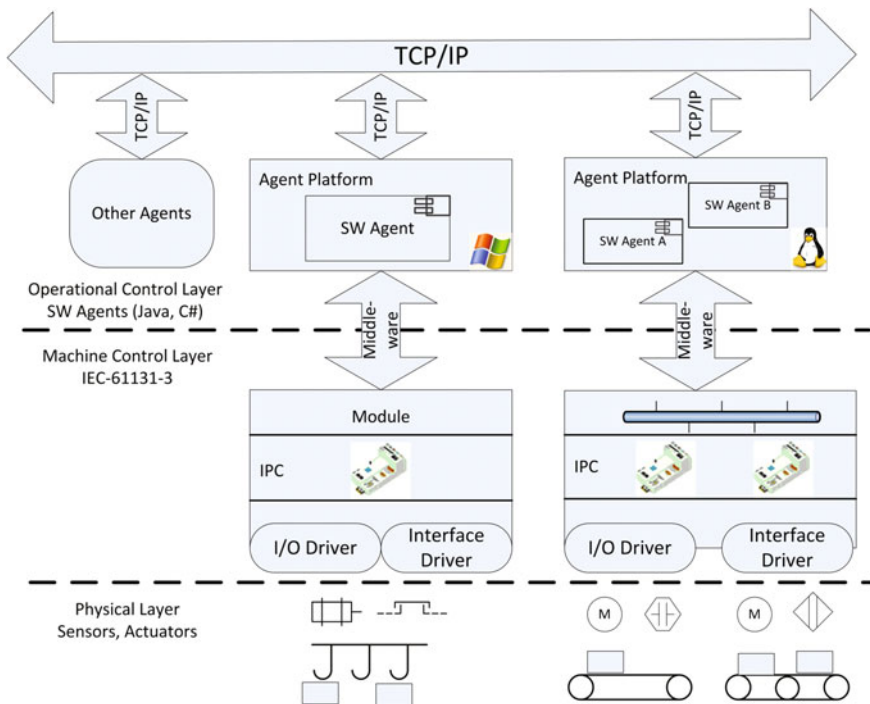 TCP/IP
TCP/IP
TCP/IP
TCP/IP
Other Agents
Agent Platform
SW Agent
Agent Platform
SW Agent B
SW Agent A
Operational Control Layer
SW Agents (Java, C#)
Middle-
ware
Middle-
ware
Machine Control Layer
IEC-61131-3
Module
IPC
IPC
I/O Driver
Interface
Driver
I/O Driver
Interface
Driver
Physical Layer
Sensors, Actuators
M
M